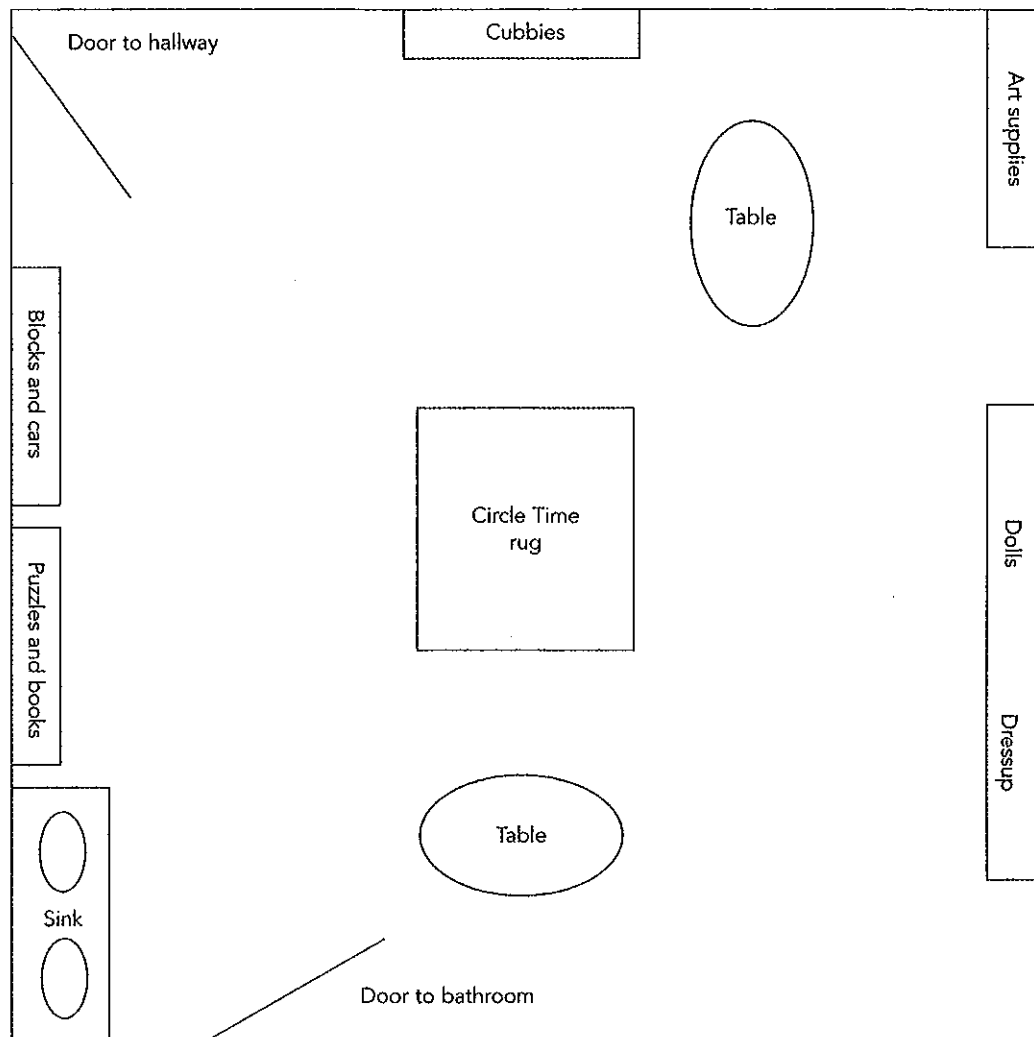 Door to hallway
Cubbies
Art supplies
Table
Blocks and cars
Circle Time
rug
Dolls
Puzzles and books
Dressup
Table
Sink
Door to bathroom